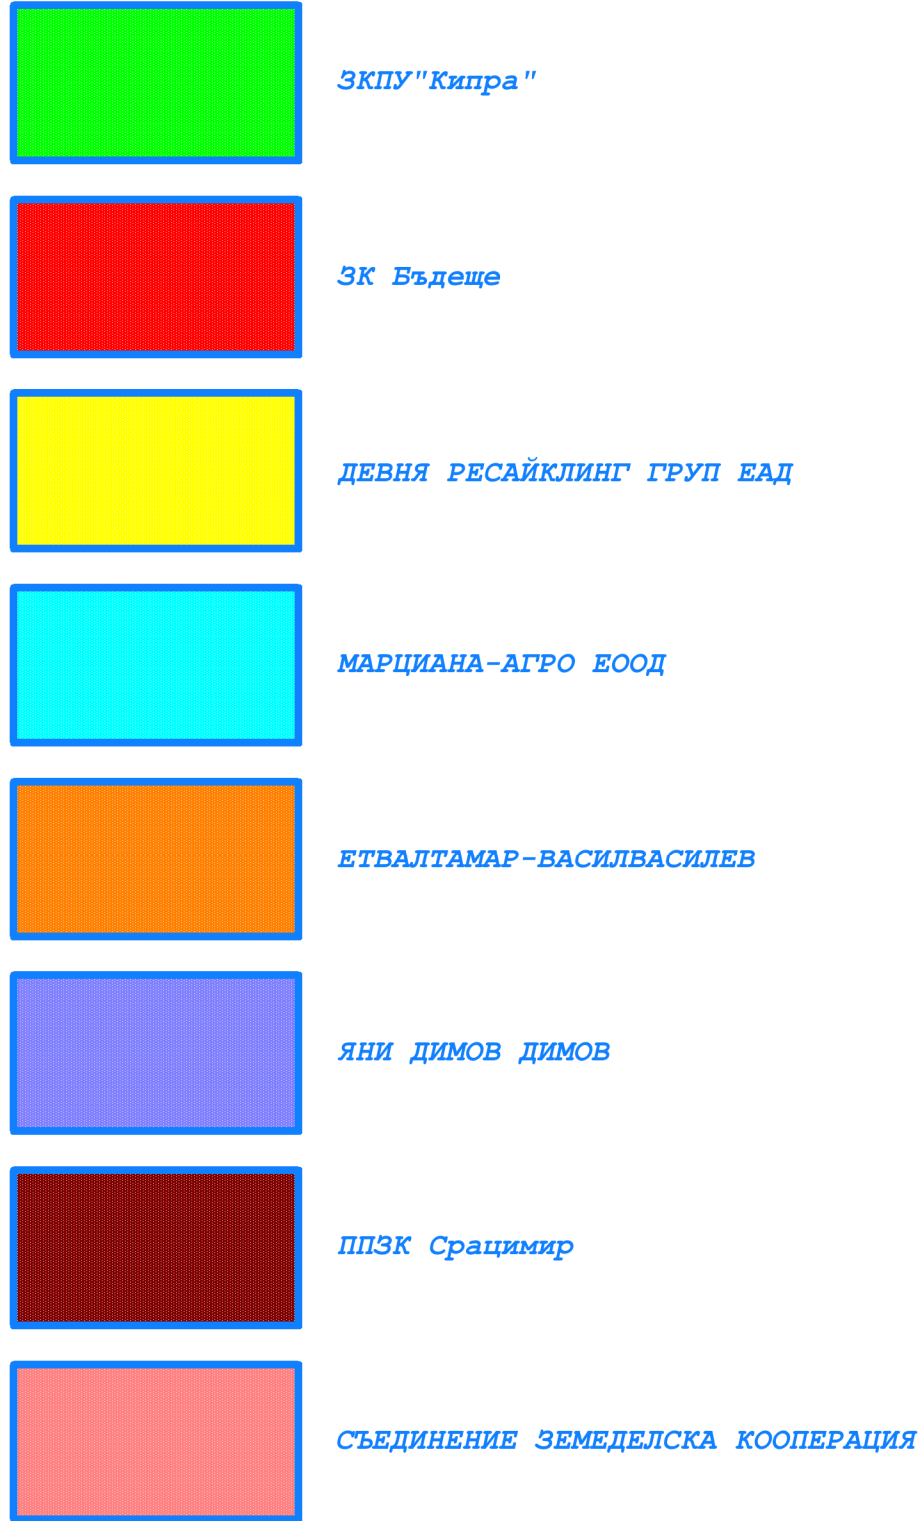 ЗКПУ"Кипра"
ЗК Бъдеще
ДЕВНЯ РЕСАЙКЛИНГ ГРУП ЕАД
МАРЦИАНА-АГРО ЕООД
ЕТВАЛТАМАР-ВАСИЛВАСИЛЕВ
ЯНИ ДИМОВ ДИМОВ
ППЗК Срацимир
СЪЕДИНЕНИЕ ЗЕМЕДЕЛСКА КООПЕРАЦИЯ